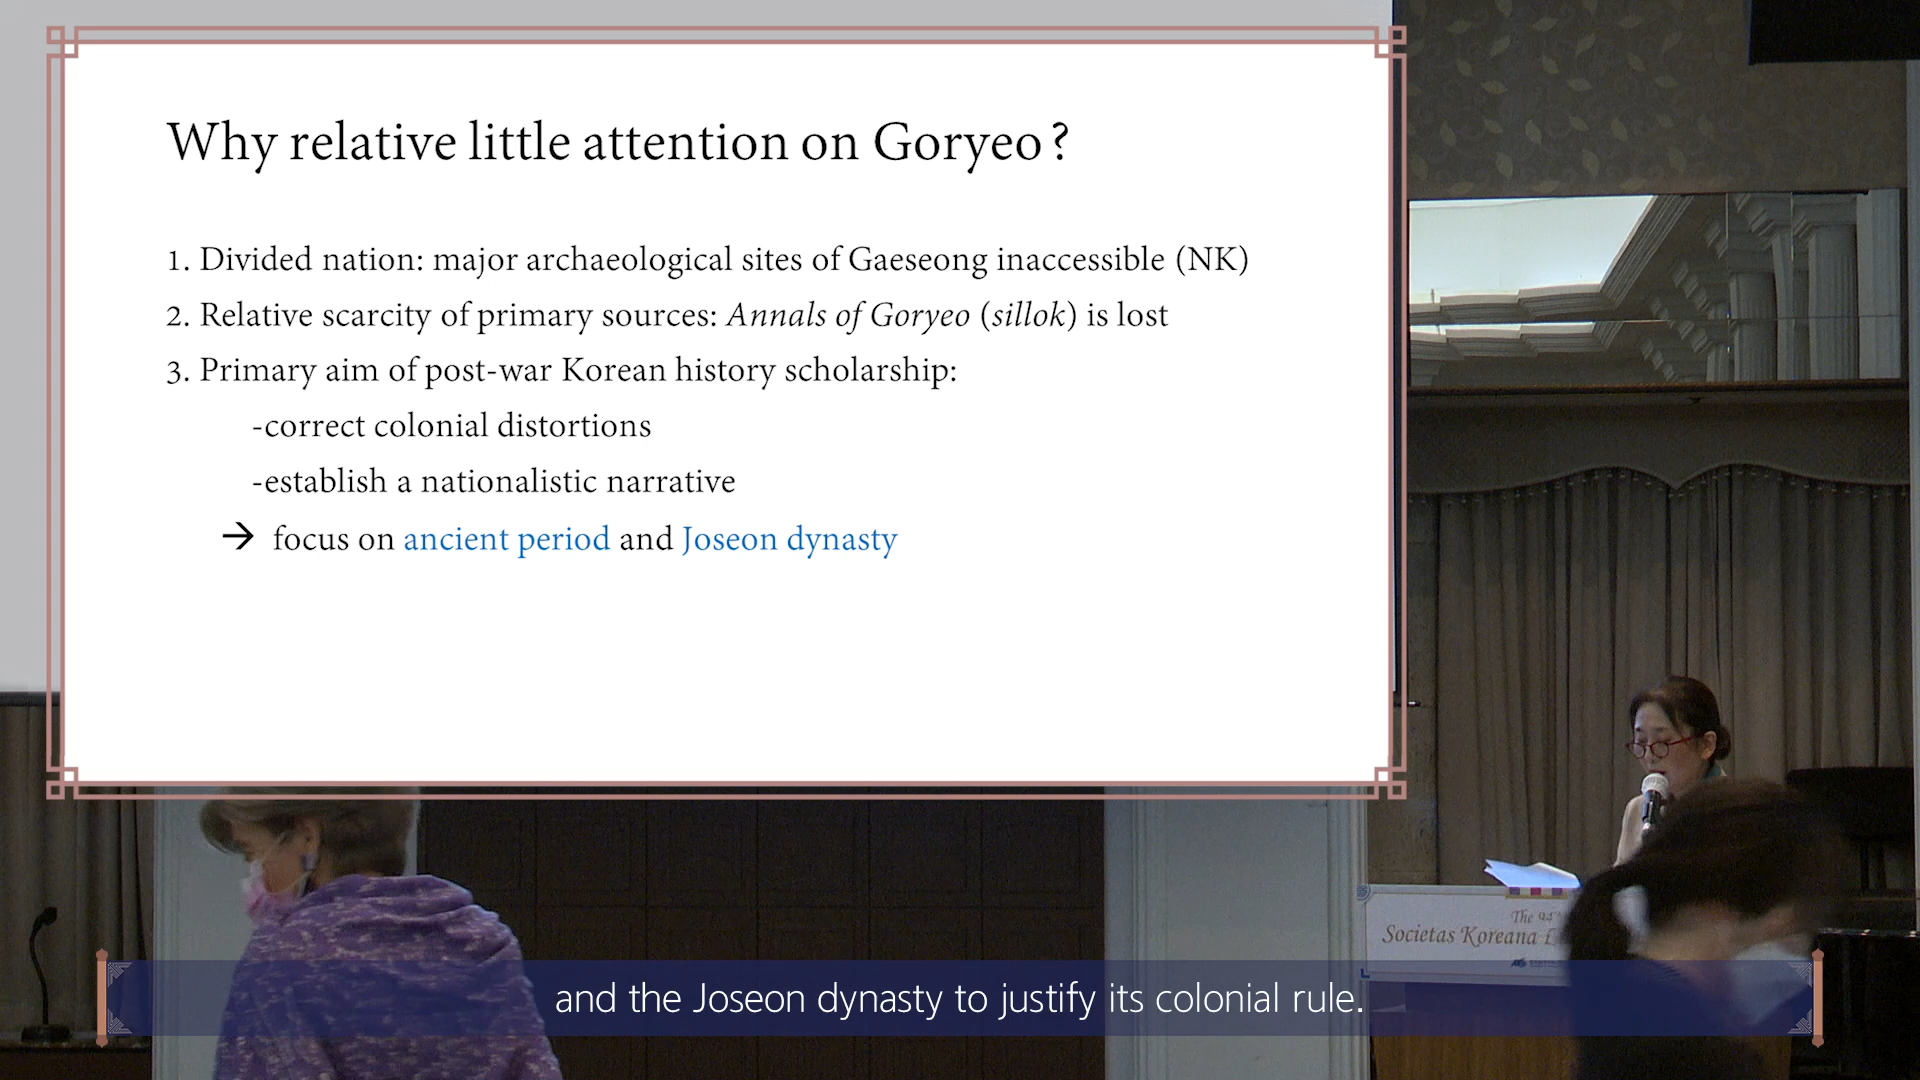 Why relative little attention on Goryeo?
1. Divided nation: major archaeological sites of Gaeseong inaccessible (NK)
2. Relative scarcity of primary sources: Annals of Goryeo (sillok) is lost
3. Primary aim of post-war Korean history scholarship:
-correct colonial distortions
-establish a nationalistic narrative
→ focus on ancient period and Joseon dynasty
The 94
Societas Koreana
and the Joseon dynasty to justify its colonial rule.